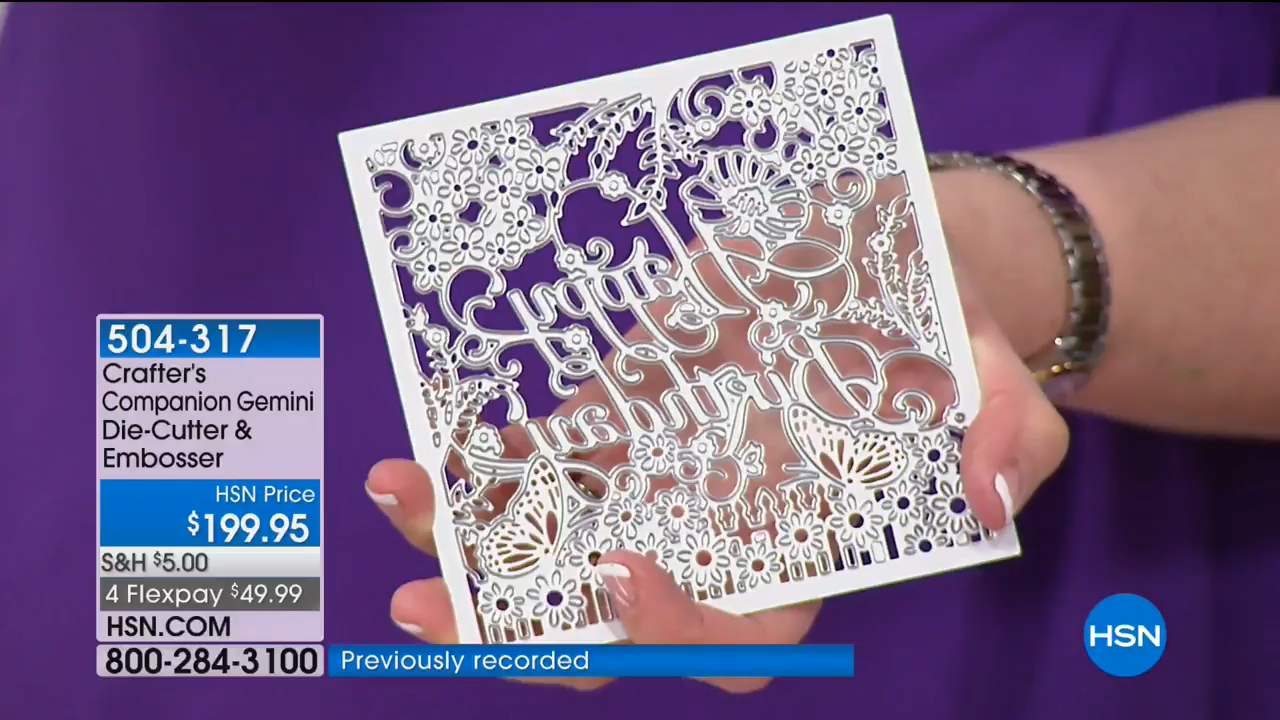 Happy
Birthday
504-317
Crafter's
Companion Gemini
Die-Cutter &
Embosser
HSN Price
$199.95
S&H $5.00
4 Flexpay $49.99
HSN.COM
800-284-3100
Previously recorded
HSN